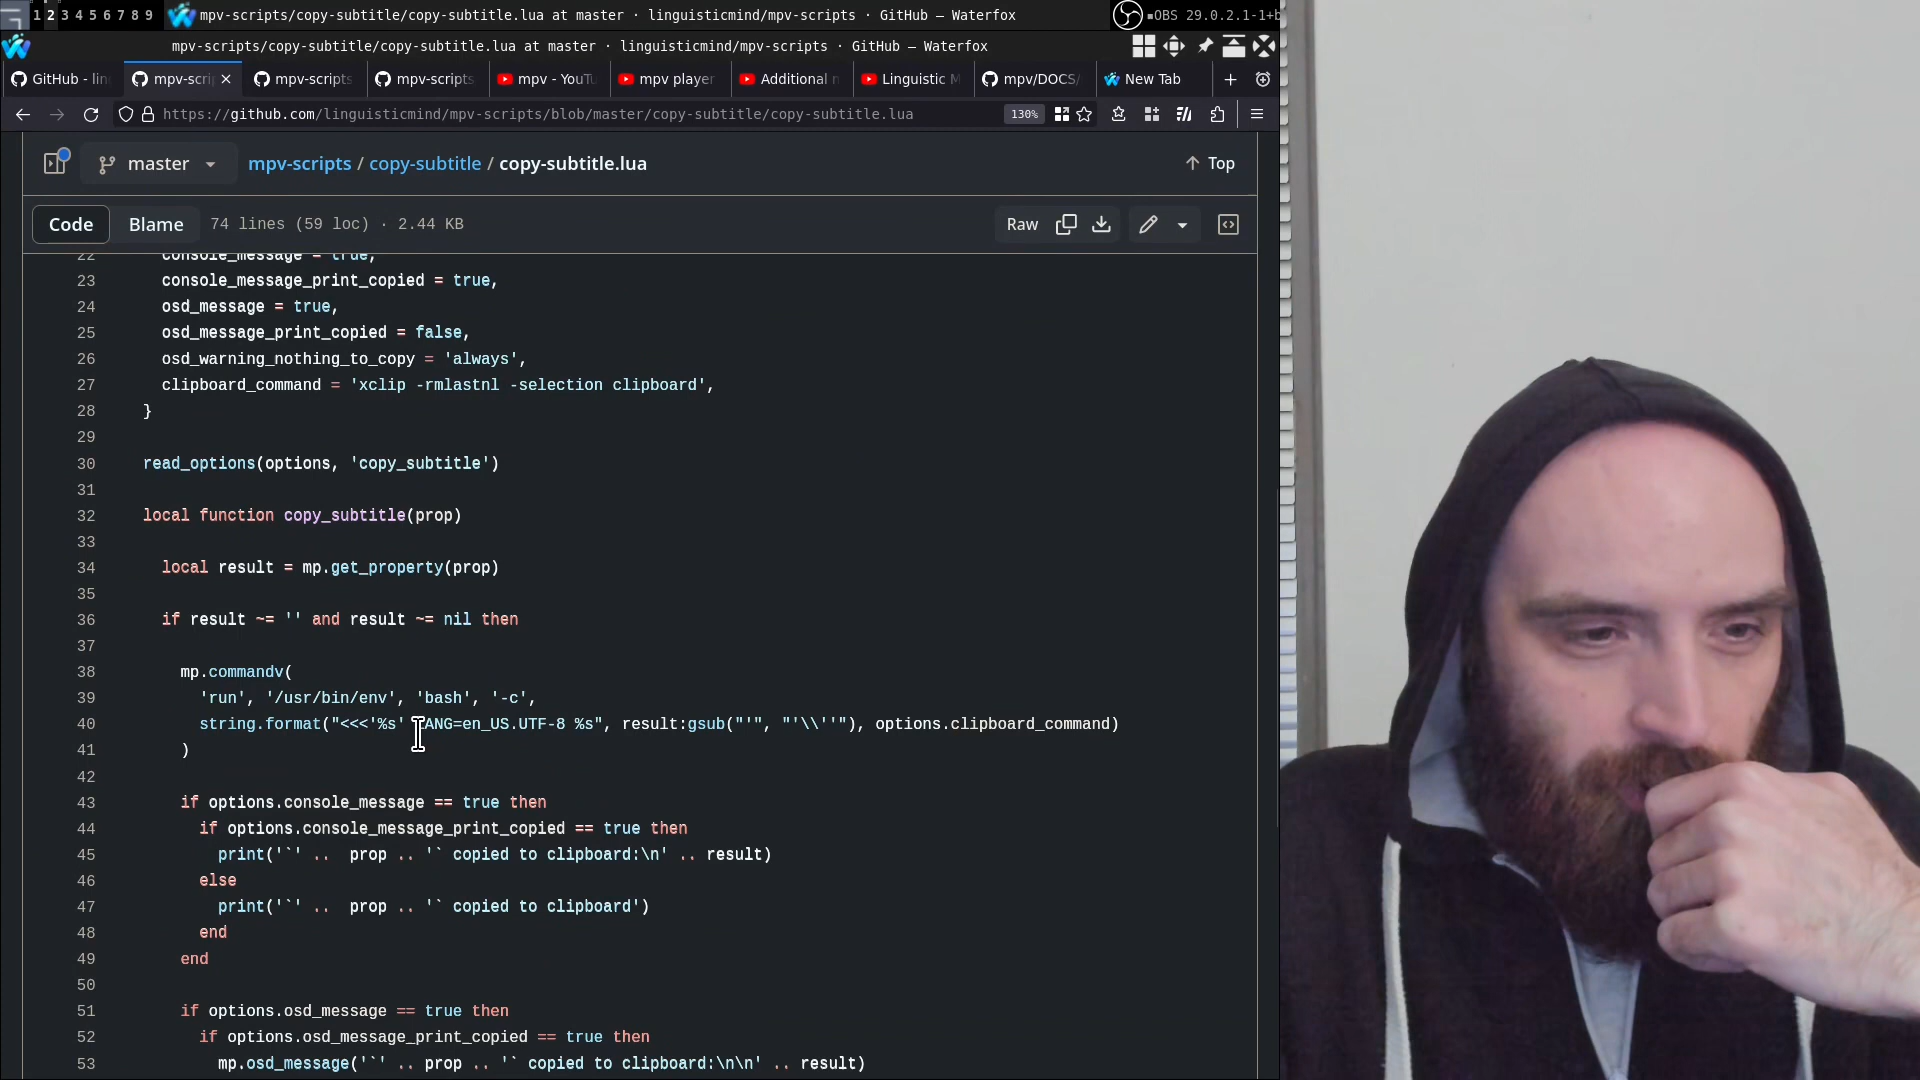 1 2 3 4 5 6 7 8 9
mpv-scripts/copy-subtitle/copy-subtitle.lua at master · linguisticmind/mpv-scripts · GitHub — Waterfox
OBS 29.0.2.1-1+b
mpv-scripts/copy-subtitle/copy-subtitle.lua at master · linguisticmind/mpv-scripts · GitHub — Waterfox
GitHub - lin
mpv-scri
mpv-scripts
mpv-scripts
mpv - YouTu
mpv player
Additional
Linguistic M
mpv/DOCS/
New Tab
https://github.com/linguisticmind/mpv-scripts/blob/master/copy-subtitle/copy-subtitle.lua
130%
master
mpv-scripts / copy-subtitle / copy-subtitle.lua
Top
Code Blame 74 lines (59 loc) · 2.44 KB
Raw
22 console_message = true,
23 console_message_print_copied = true,
24 osd_message = true,
25 osd_message_print_copied = false,
26 osd_warning_nothing_to_copy = 'always',
27 clipboard_command = 'xclip -rmlastnl -selection clipboard',
28 }
29
30 read_options(options, 'copy_subtitle')
31
32 local function copy_subtitle(prop)
33
34 local result = mp.get_property(prop)
35
36 if result ~= '' and result ~= nil then
37
38 mp.commandv(
39 'run', '/usr/bin/env', 'bash', '-c',
40 string.format("<<<'%s' LANG=en_US.UTF-8 %s", result:gsub("'", "'\\''"), options.clipboard_command)
41 )
42
43 if options.console_message == true then
44 if options.console_message_print_copied == true then
45 print('`' .. prop .. '` copied to clipboard:\n' .. result)
46 else
47 print('`' .. prop .. '` copied to clipboard')
48 end
49 end
50
51 if options.osd_message == true then
52 if options.osd_message_print_copied == true then
53 mp.osd_message('`' .. prop .. '` copied to clipboard:\n\n' .. result)